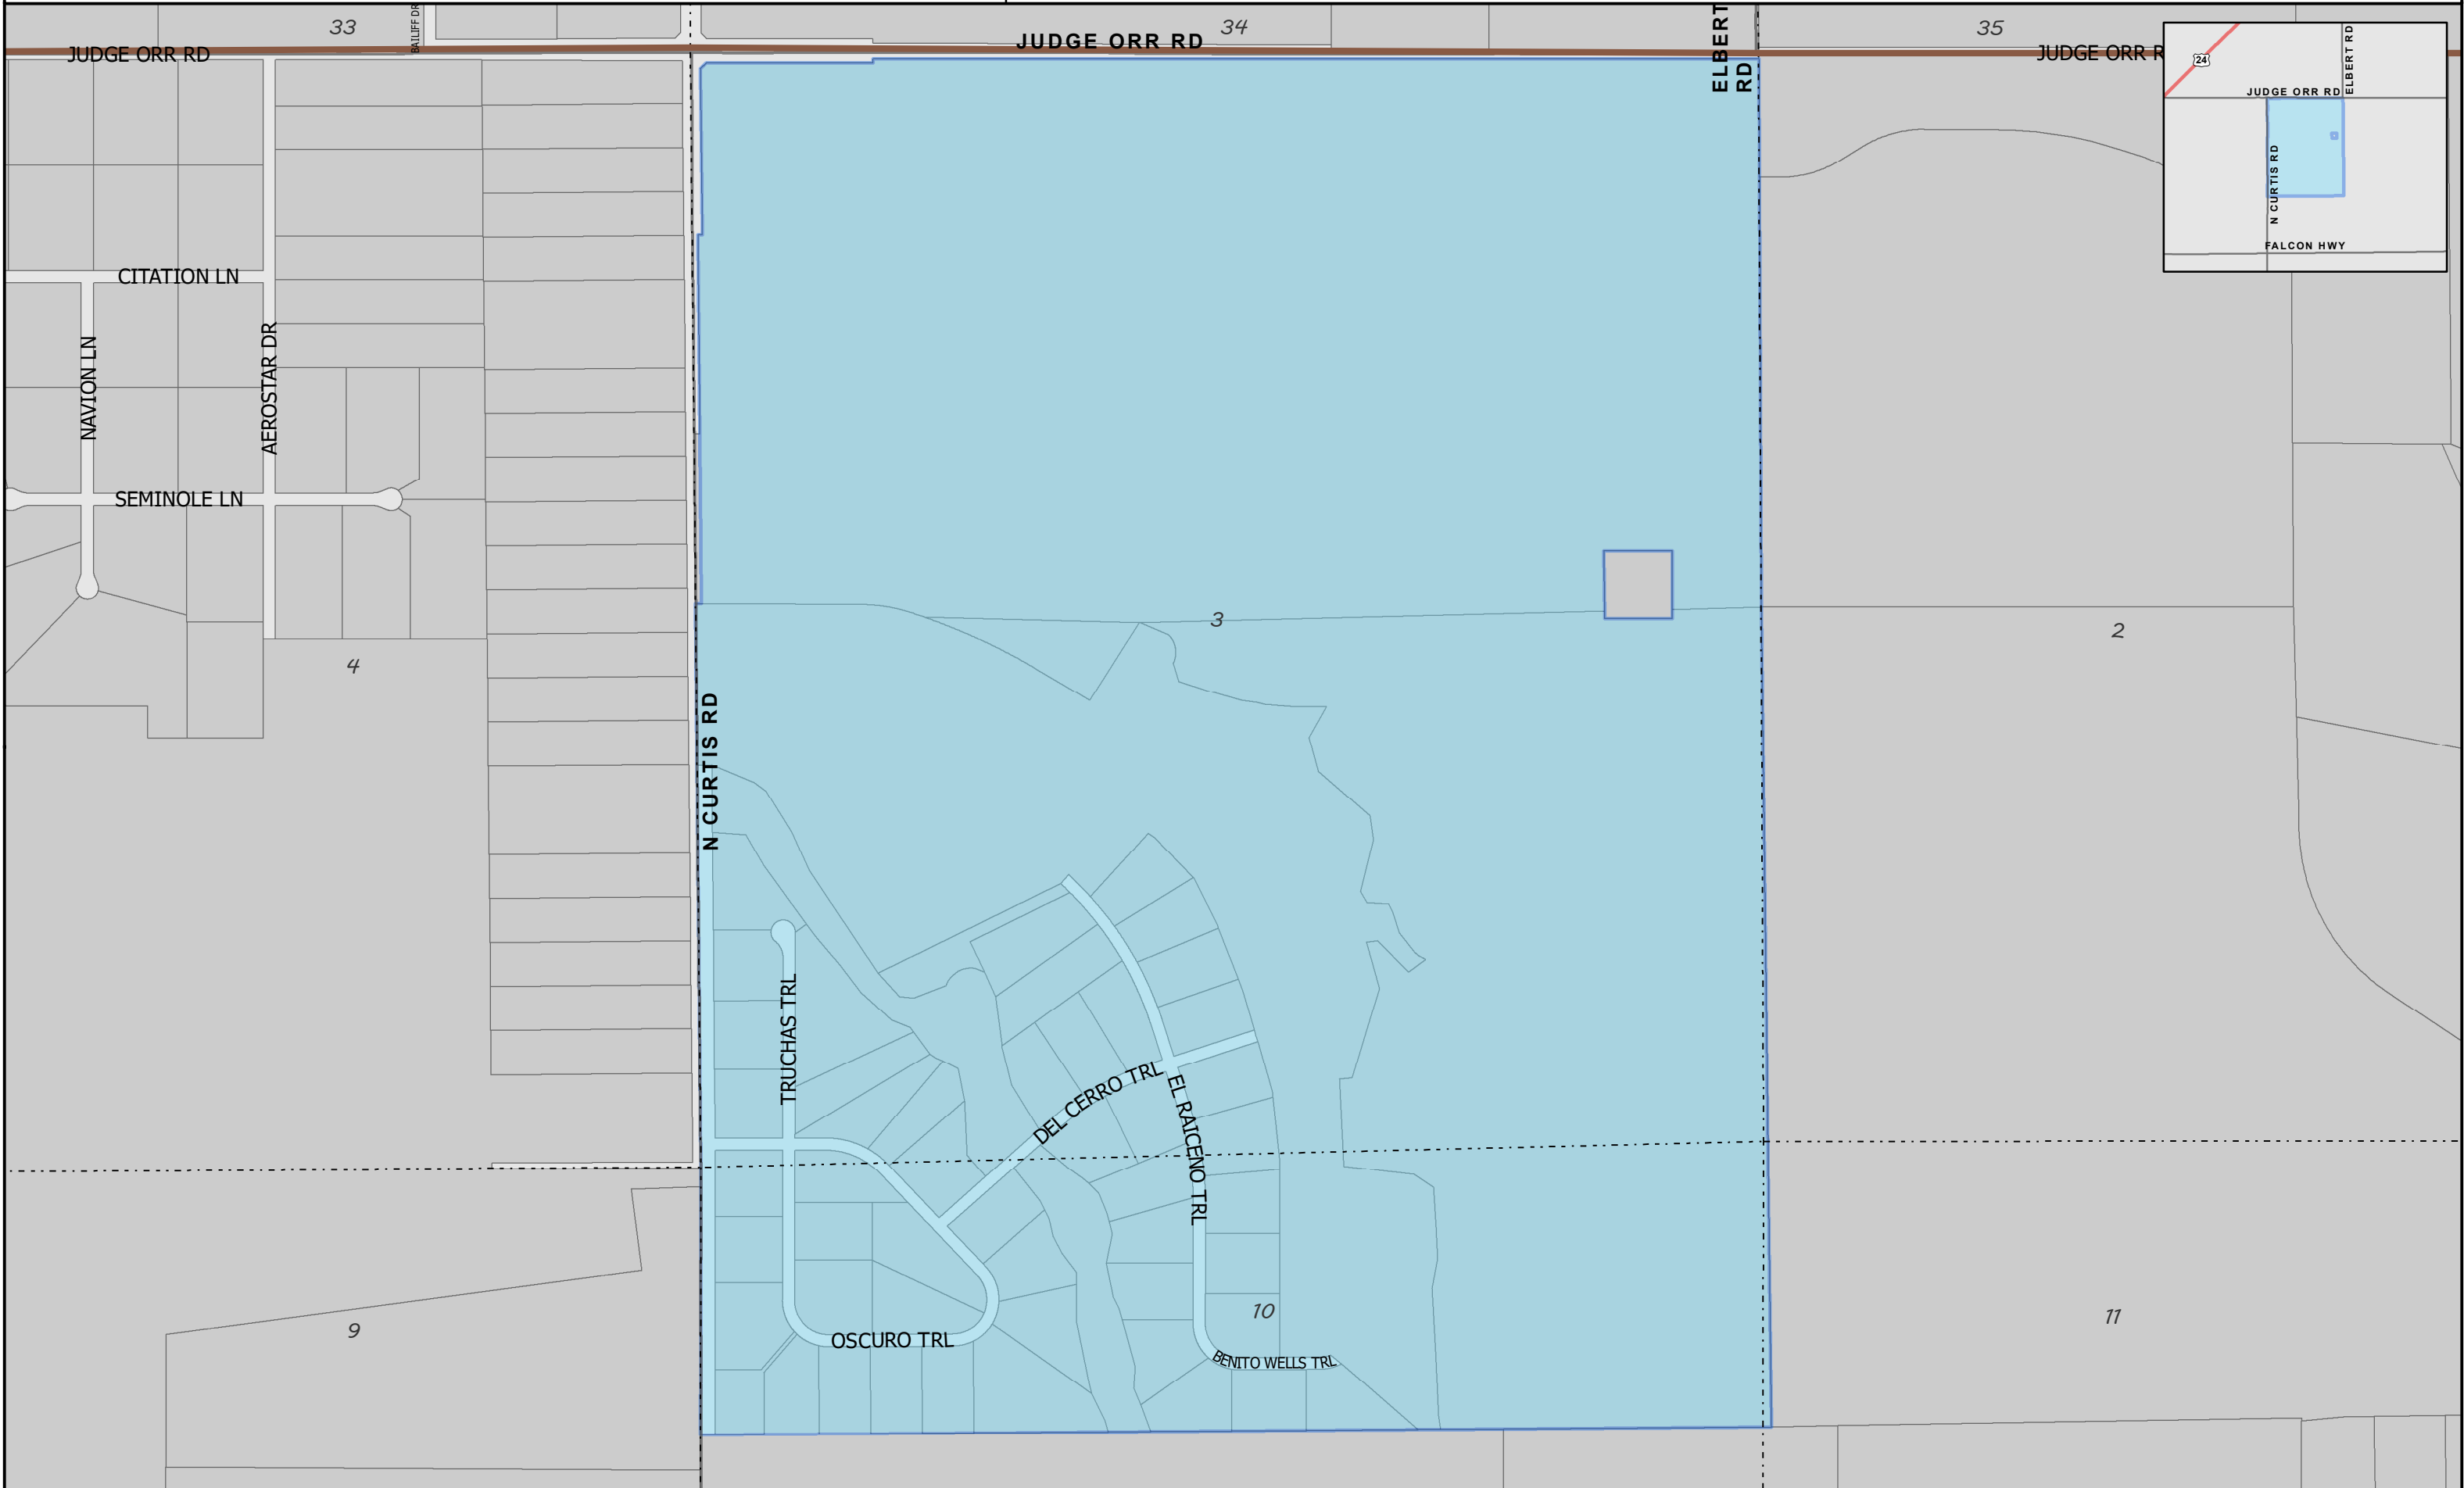 33
BAILIFF DR
34
35
JUDGE ORR RD
JUDGE ORR RD
ELBERT
RD
JUDGE ORR R
24
ELBERT RD
JUDGE ORR RD
N CURTIS RD
FALCON HWY
CITATION LN
NAVION LN
AEROSTAR DR
SEMINOLE LN
3
2
4
N CURTIS RD
TRUCHAS TRL
DEL CERRO TRL
EL RAICENO TRL
10
11
9
OSCURO TRL
BENITO WELLS TRL